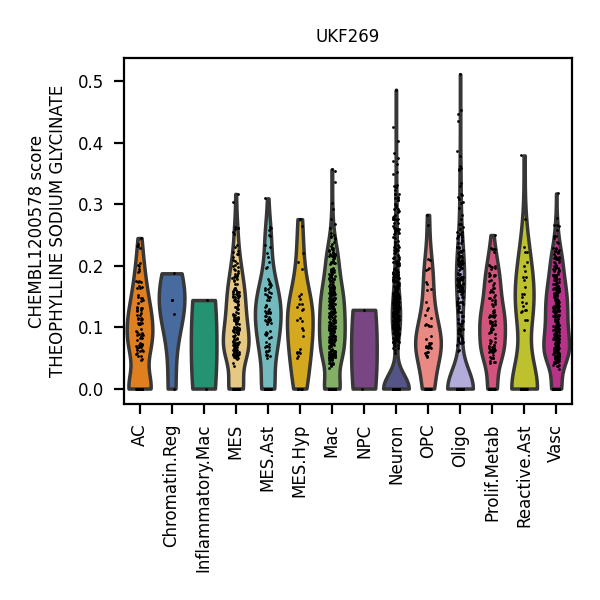 UKF269
CHEMBL1200578 score
THEOPHYLLINE SODIUM GLYCINATE
0.5
0.4
0.3
0.2
0.1
0.0
AC
Chromatin.Reg
Inflammatory.Mac
MES
MES.Ast
MES.Hyp
Mac
NPC
Neuron
OPC
Oligo
Prolif.Metab
Reactive.Ast
Vasc